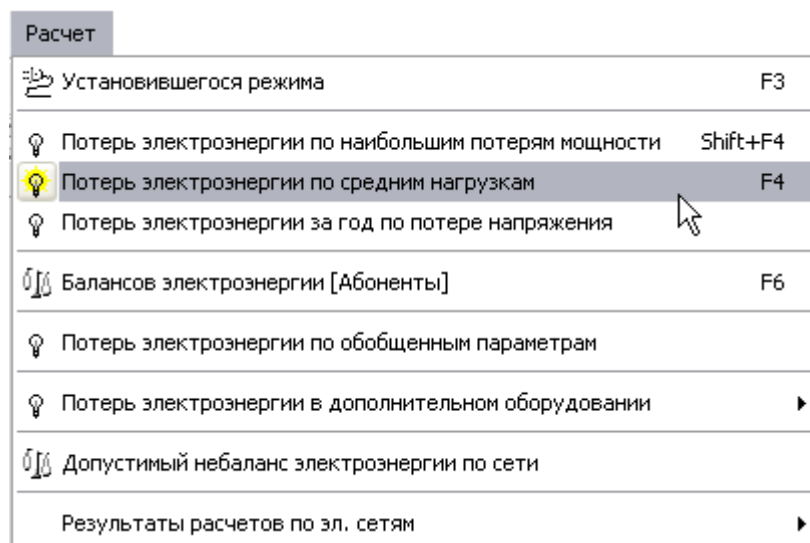 Расчет
Установившегося режима F3
Потерь электроэнергии по наибольшим потерям мощности Shift+F4
Потерь электроэнергии по средним нагрузкам F4
Потерь электроэнергии за год по потере напряжения
Балансов электроэнергии [Абоненты] F6
Потерь электроэнергии по обобщенным параметрам
Потерь электроэнергии в дополнительном оборудовании
Допустимый небаланс электроэнергии по сети
Результаты расчетов по эл. сетям